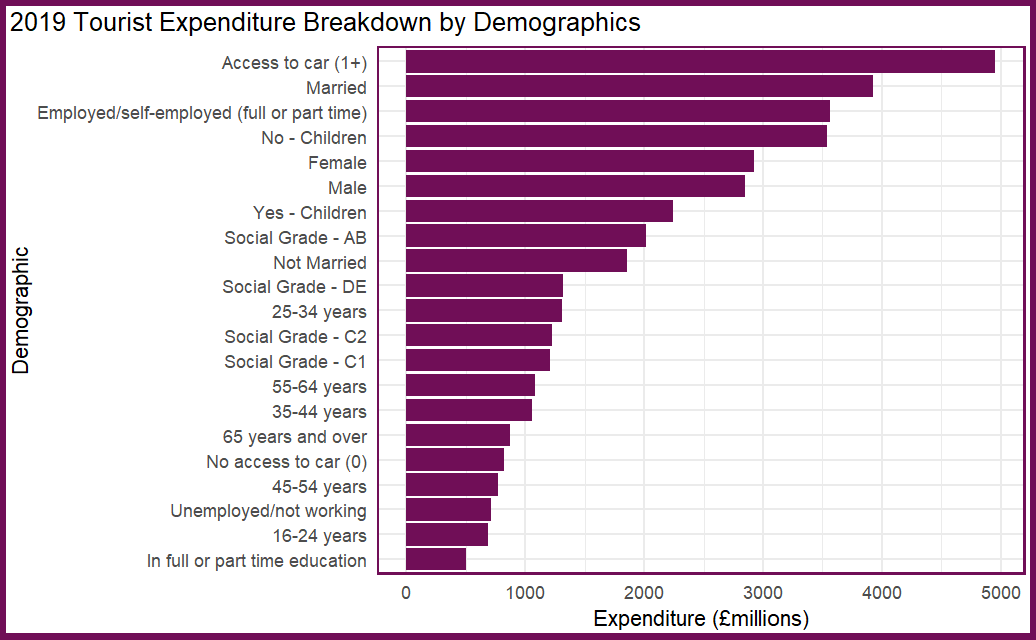 2019 Tourist Expenditure Breakdown by Demographics
Access to car (1+)
Married
Employed/self-employed (full or part time)
No - Children
Female
Male
Yes - Children
Social Grade - AB
Not Married
Social Grade - DE
25-34 years
Social Grade - C2
Social Grade - C1
55-64 years
35-44 years
65 years and over
No access to car (0)
45-54 years
Unemployed/not working
16-24 years
In full or part time education
Demographic
0 1000 2000 3000 4000 5000
Expenditure (£millions)